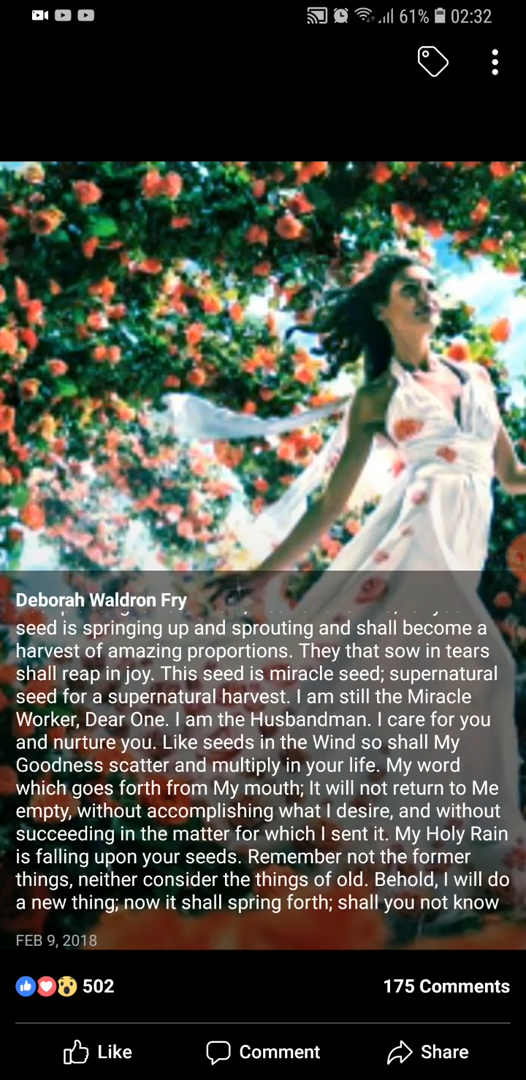 61% 02:32
Deborah Waldron Fry
seed is springing up and sprouting and shall become a
harvest of amazing proportions. They that sow in tears
shall reap in joy. This seed is miracle seed; supernatural
seed for a supernatural harvest. I am still the Miracle
Worker, Dear One. I am the Husbandman. I care for you
and nurture you. Like seeds in the Wind so shall My
Goodness scatter and multiply in your life. My word
which goes forth from My mouth; It will not return to Me
empty, without accomplishing what I desire, and without
succeeding in the matter for which I sent it. My Holy Rain
is falling upon your seeds. Remember not the former
things, neither consider the things of old. Behold, I will do
a new thing; now it shall spring forth; shall you not know
FEB 9, 2018
502 175 Comments
Like Comment Share